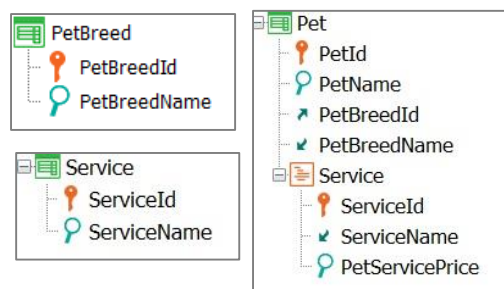 PetBreed
PetBreedId
PetBreedName
Service
ServiceId
ServiceName
Pet
PetId
PetName
PetBreedId
PetBreedName
Service
ServiceId
ServiceName
PetServicePrice